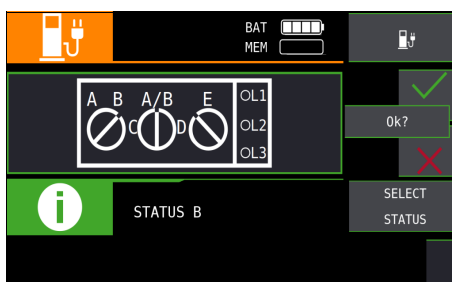 BAT
MEM
A B A/B E OL1
C D OL2
OL3
Ok?
SELECT
STATUS
i
STATUS B